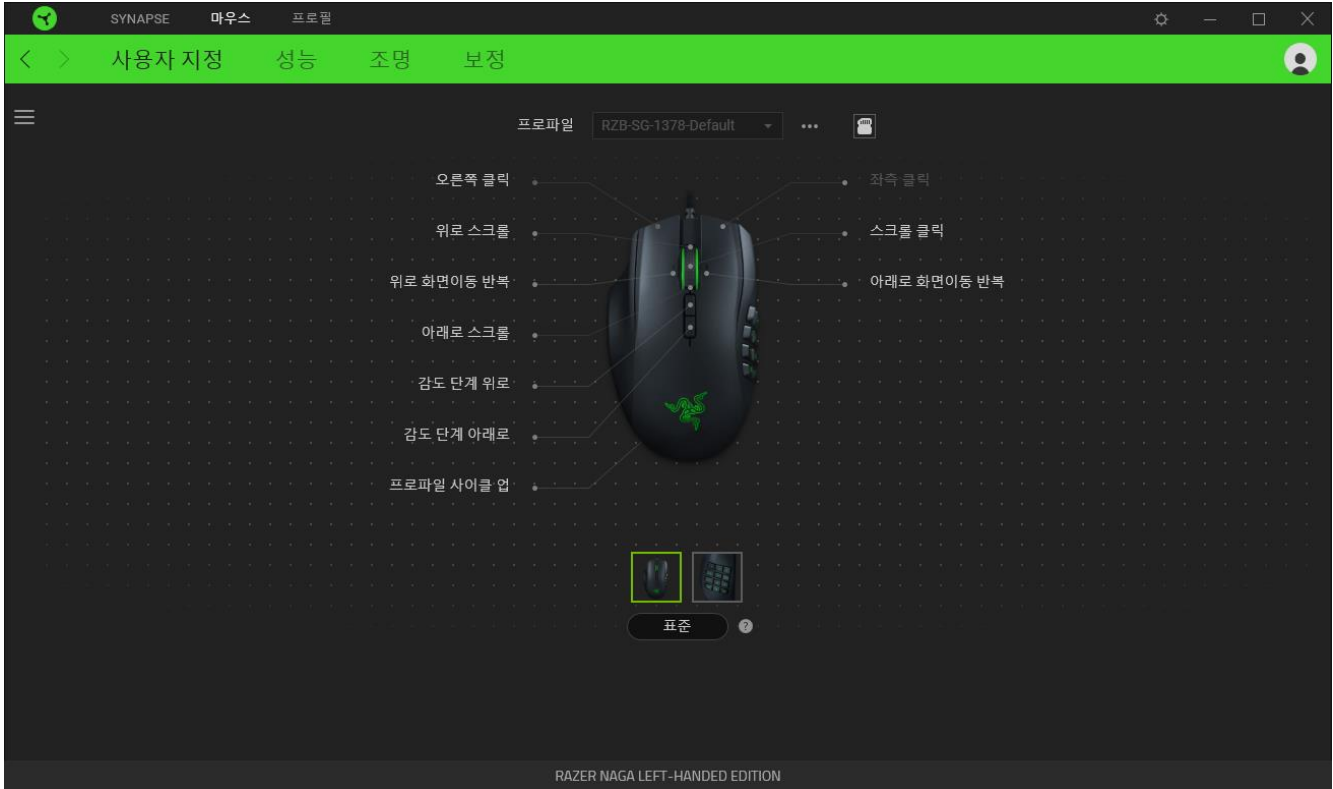 SYNAPSE 마우스 프로필
사용자 지정 성능 조명 보정
프로파일 RZB-SG-1378-Default
오른쪽 클릭 좌측 클릭
위로 스크롤 스크롤 클릭
위로 화면이동 반복 아래로 화면이동 반복
아래로 스크롤
감도 단계 위로
감도 단계 아래로
프로파일 사이클 업
표준 ?
RAZER NAGA LEFT-HANDED EDITION